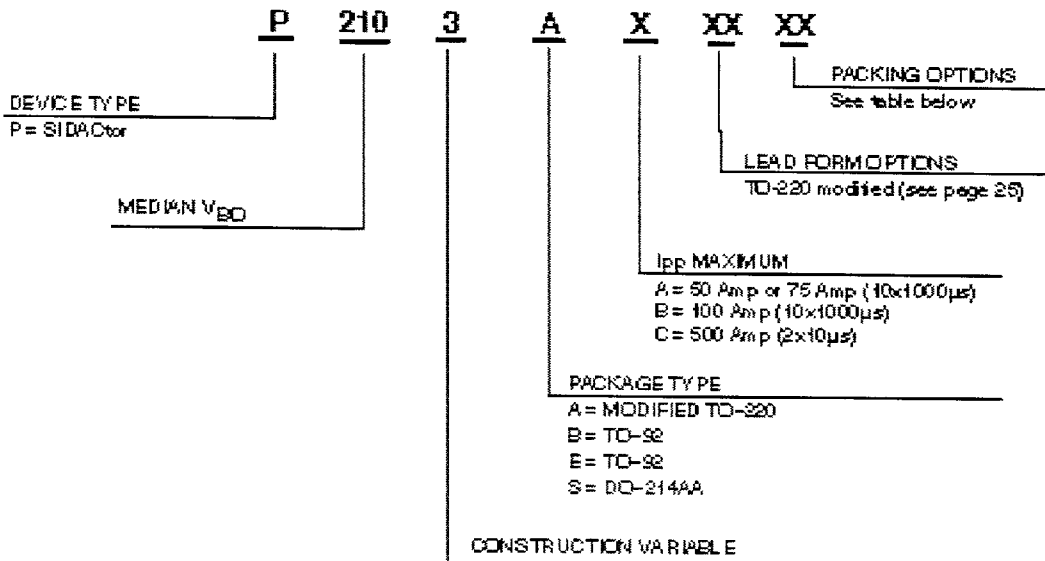 P 210 3 A X XX XX
PACKING OPTIONS
See table below
DEVICE TYPE
P = SIDACtor
LEAD FORM OPTIONS
TO-220 modified (see page 25)
MEDIAN VBO
Ipp MAXIMUM
A = 50 Amp or 75 Amp (10x1000µs)
B = 100 Amp (10x1000µs)
C = 500 Amp (2x10µs)
PACKAGE TYPE
A = MODIFIED TO-220
B = TO-92
E = TO-92
S = DO-214AA
CONSTRUCTION VARIABLE